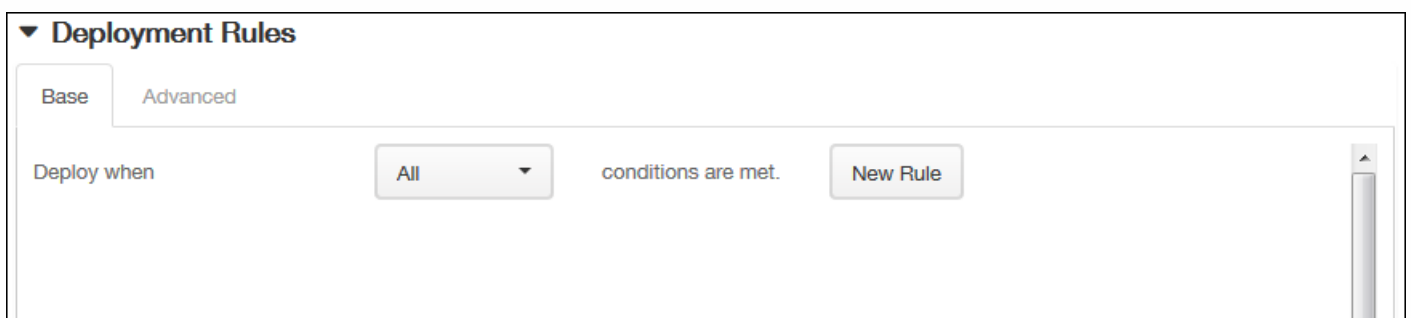 Deployment Rules
Base Advanced
Deploy when All conditions are met. New Rule